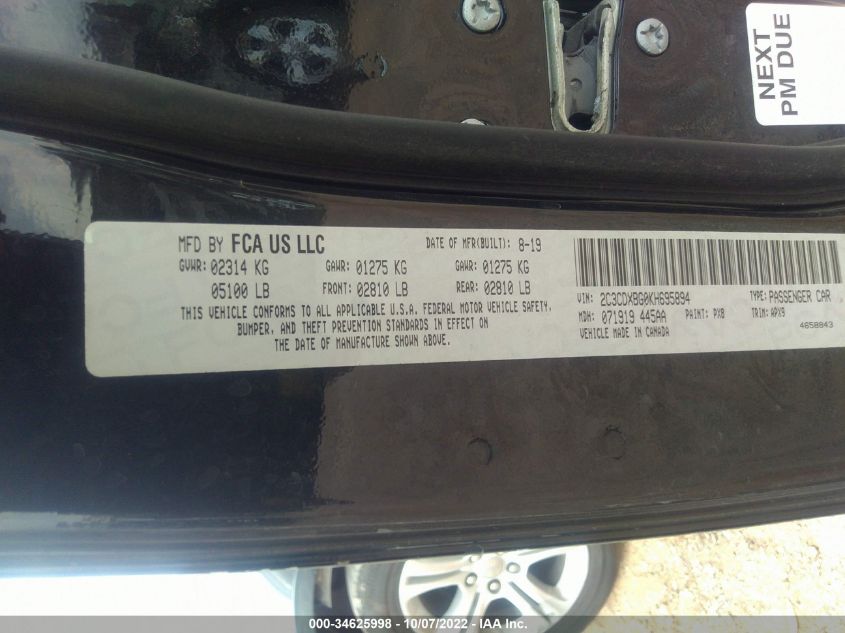 NEXT
PM DUE
MFD BY FCA US LLC
DATE OF MFR(BUILT): 8-19
GVWR: 02314 KG GAWR: 01275 KG GAWR: 01275 KG
05100 LB FRONT: 02810 LB REAR: 02810 LB
THIS VEHICLE CONFORMS TO ALL APPLICABLE U.S.A. FEDERAL MOTOR VEHICLE SAFETY,
BUMPER, AND THEFT PREVENTION STANDARDS IN EFFECT ON
THE DATE OF MANUFACTURE SHOWN ABOVE.
VIN: 2C3CDXBG0KH695894 TYPE: PASSENGER CAR
MDH: 071919 445AA PAINT: PX8 TRIM: APX9
VEHICLE MADE IN CANADA 4658843
000-34625998 - 10/07/2022 - IAA Inc.